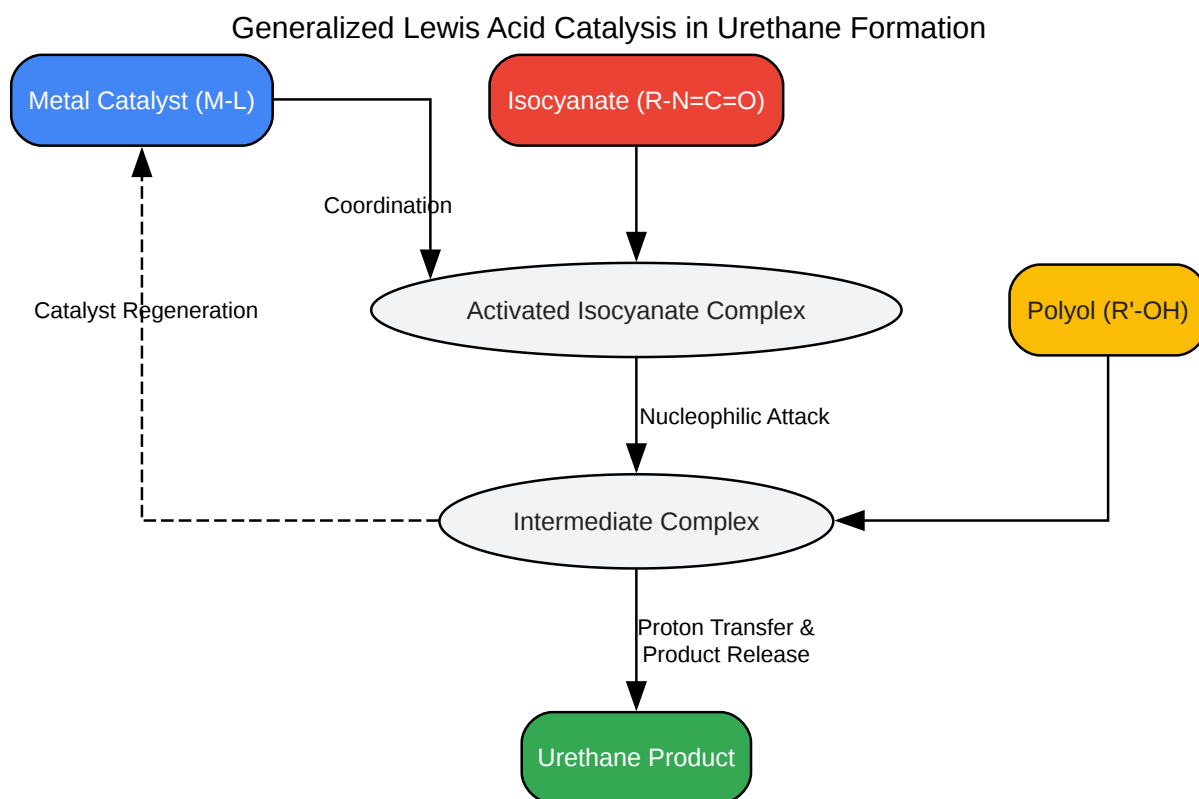 Generalized Lewis Acid Catalysis in Urethane Formation
Metal Catalyst (M-L)
Isocyanate (R-N=C=O)
Coordination
Catalyst Regeneration
Activated Isocyanate Complex
Polyol (R'-OH)
Nucleophilic Attack
Intermediate Complex
Proton Transfer &
Product Release
Urethane Product